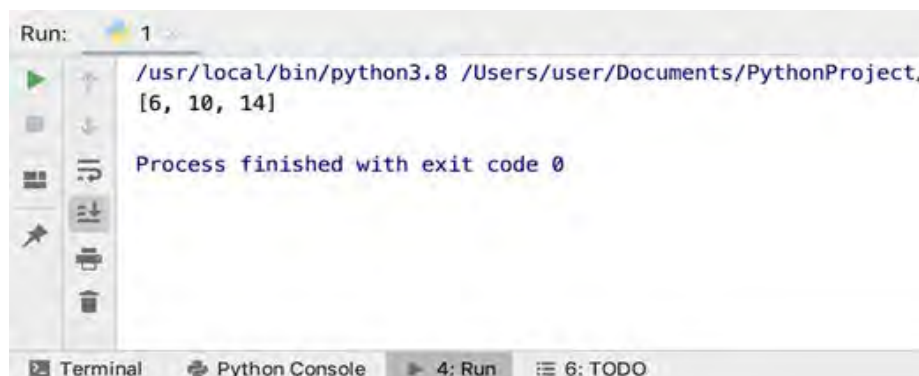 Run: 1
/usr/local/bin/python3.8 /Users/user/Documents/PythonProject/
[6, 10, 14]
Process finished with exit code 0
Terminal Python Console 4: Run 6: TODO